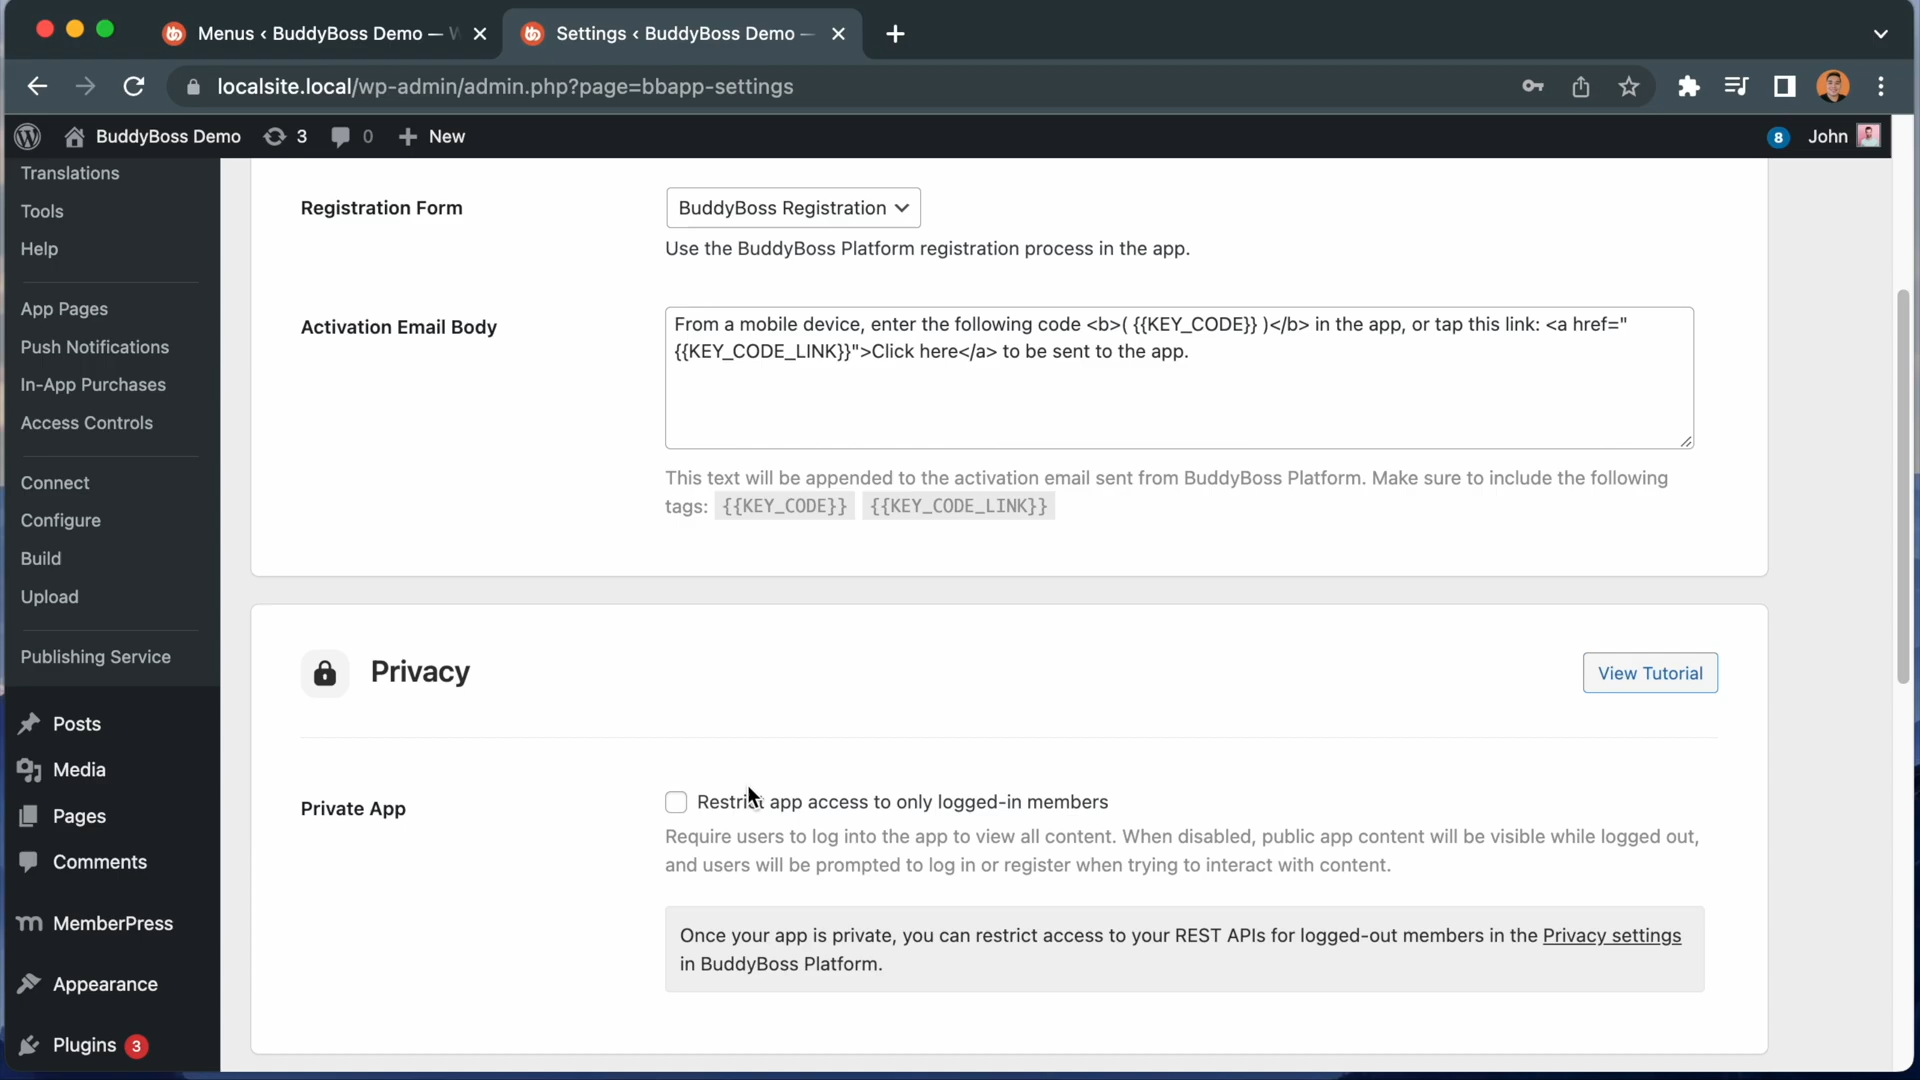 Menus ‹ BuddyBoss Demo —
Settings ‹ BuddyBoss Demo —
localsite.local/wp-admin/admin.php?page=bbapp-settings
BuddyBoss Demo
3
0
New
8
John
Translations
Tools
Help
App Pages
Push Notifications
In-App Purchases
Access Controls
Connect
Configure
Build
Upload
Publishing Service
Posts
Media
Pages
Comments
MemberPress
Appearance
Plugins 3
Registration Form
BuddyBoss Registration
Use the BuddyBoss Platform registration process in the app.
Activation Email Body
From a mobile device, enter the following code <b>( {{KEY_CODE}} )</b> in the app, or tap this link: <a href="
{{KEY_CODE_LINK}}">Click here</a> to be sent to the app.
This text will be appended to the activation email sent from BuddyBoss Platform. Make sure to include the following
tags: {{KEY_CODE}} {{KEY_CODE_LINK}}
Privacy
View Tutorial
Private App
Restrict app access to only logged-in members
Require users to log into the app to view all content. When disabled, public app content will be visible while logged out,
and users will be prompted to log in or register when trying to interact with content.
Once your app is private, you can restrict access to your REST APIs for logged-out members in the Privacy settings
in BuddyBoss Platform.